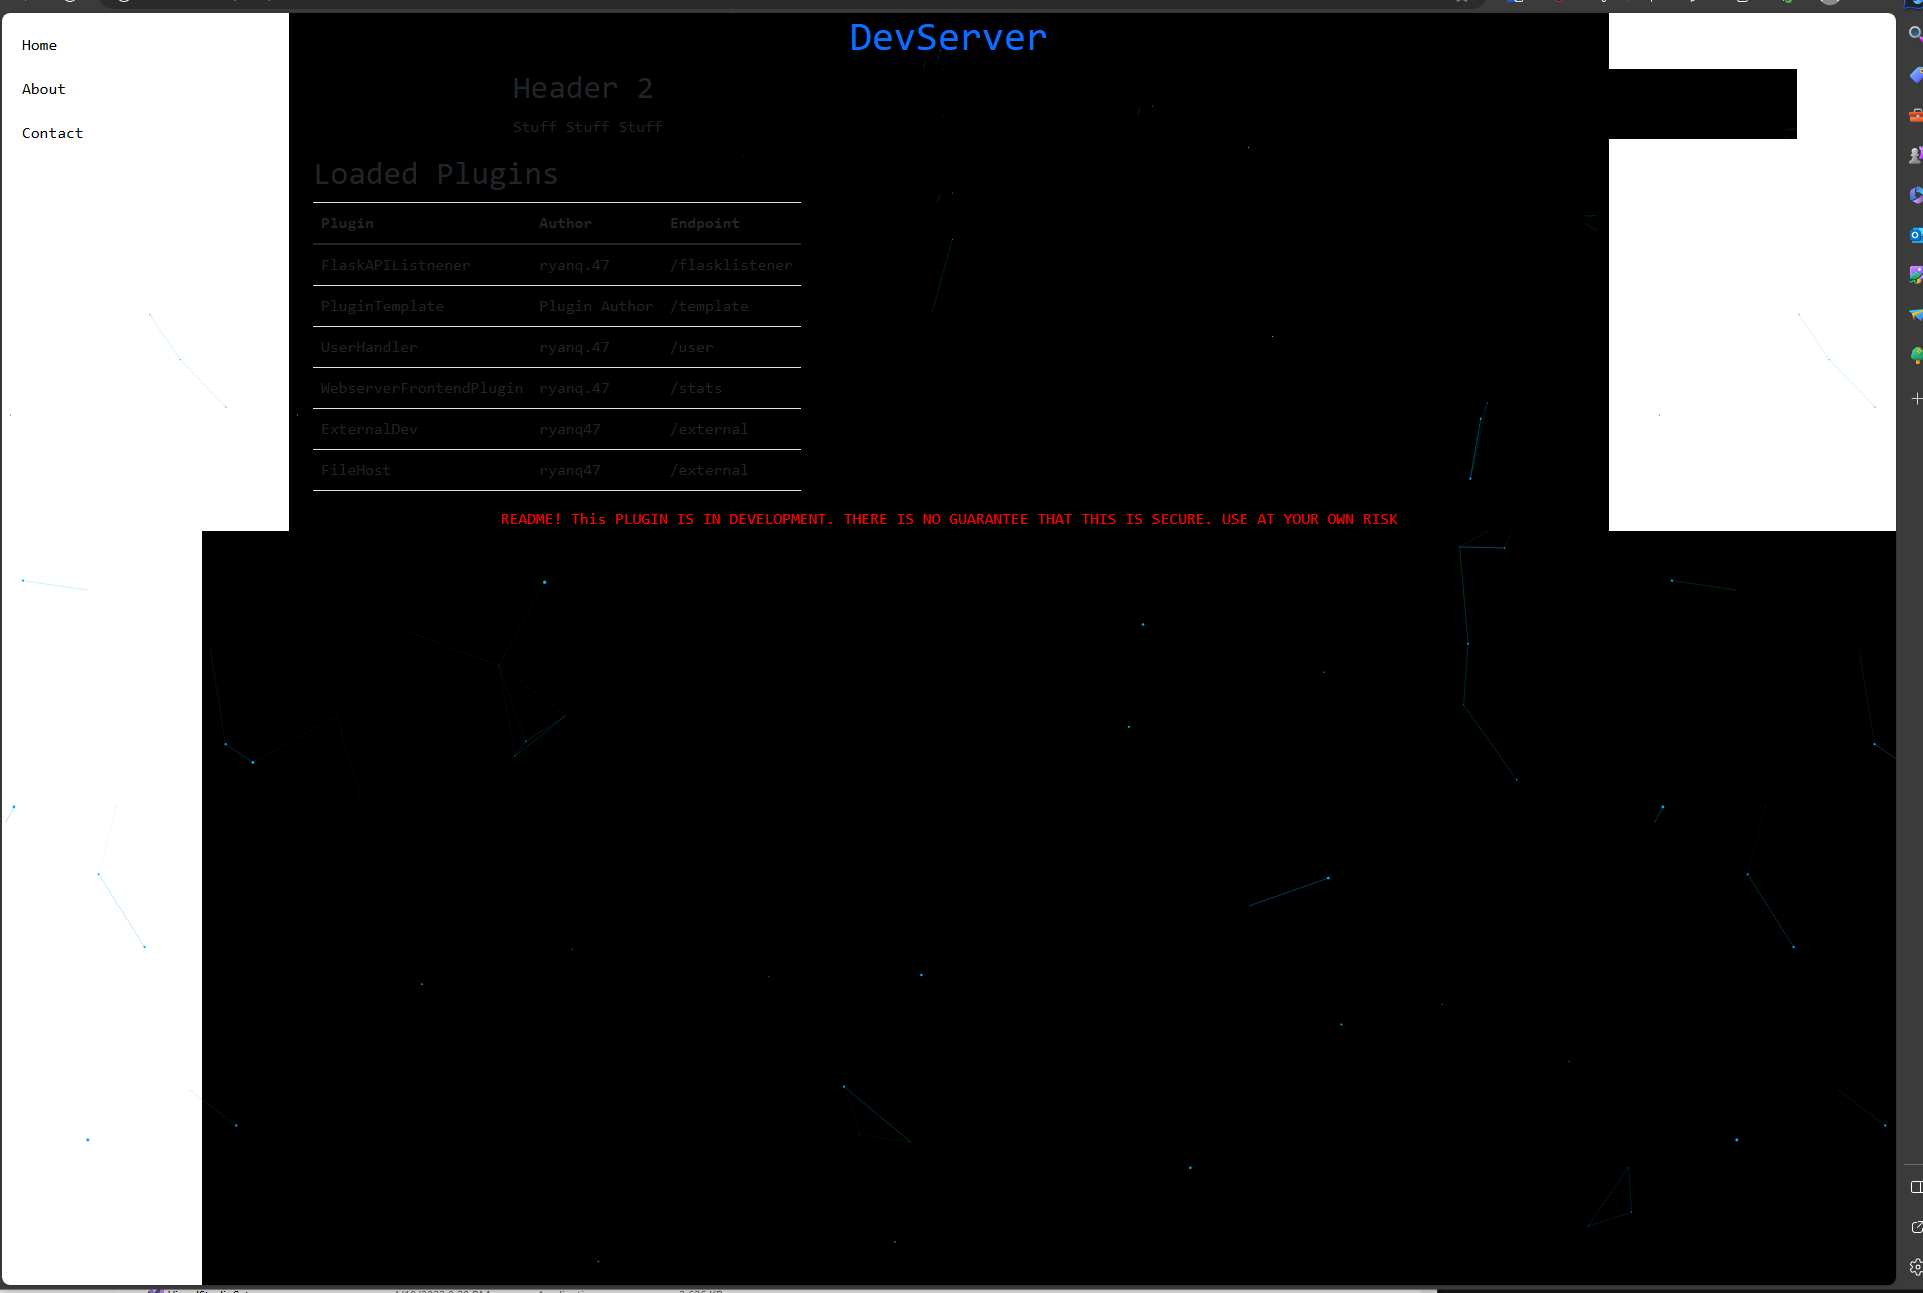 Home
About
Contact
DevServer
Header 2
Stuff Stuff Stuff
Loaded Plugins
Plugin Author Endpoint
FlaskAPIListnener ryanq.47 /flasklistener
PluginTemplate Plugin Author /template
UserHandler ryanq.47 /user
WebserverFrontendPlugin ryanq.47 /stats
ExternalDev ryanq47 /external
FileHost ryanq47 /external
README! This PLUGIN IS IN DEVELOPMENT. THERE IS NO GUARANTEE THAT THIS IS SECURE. USE AT YOUR OWN RISK